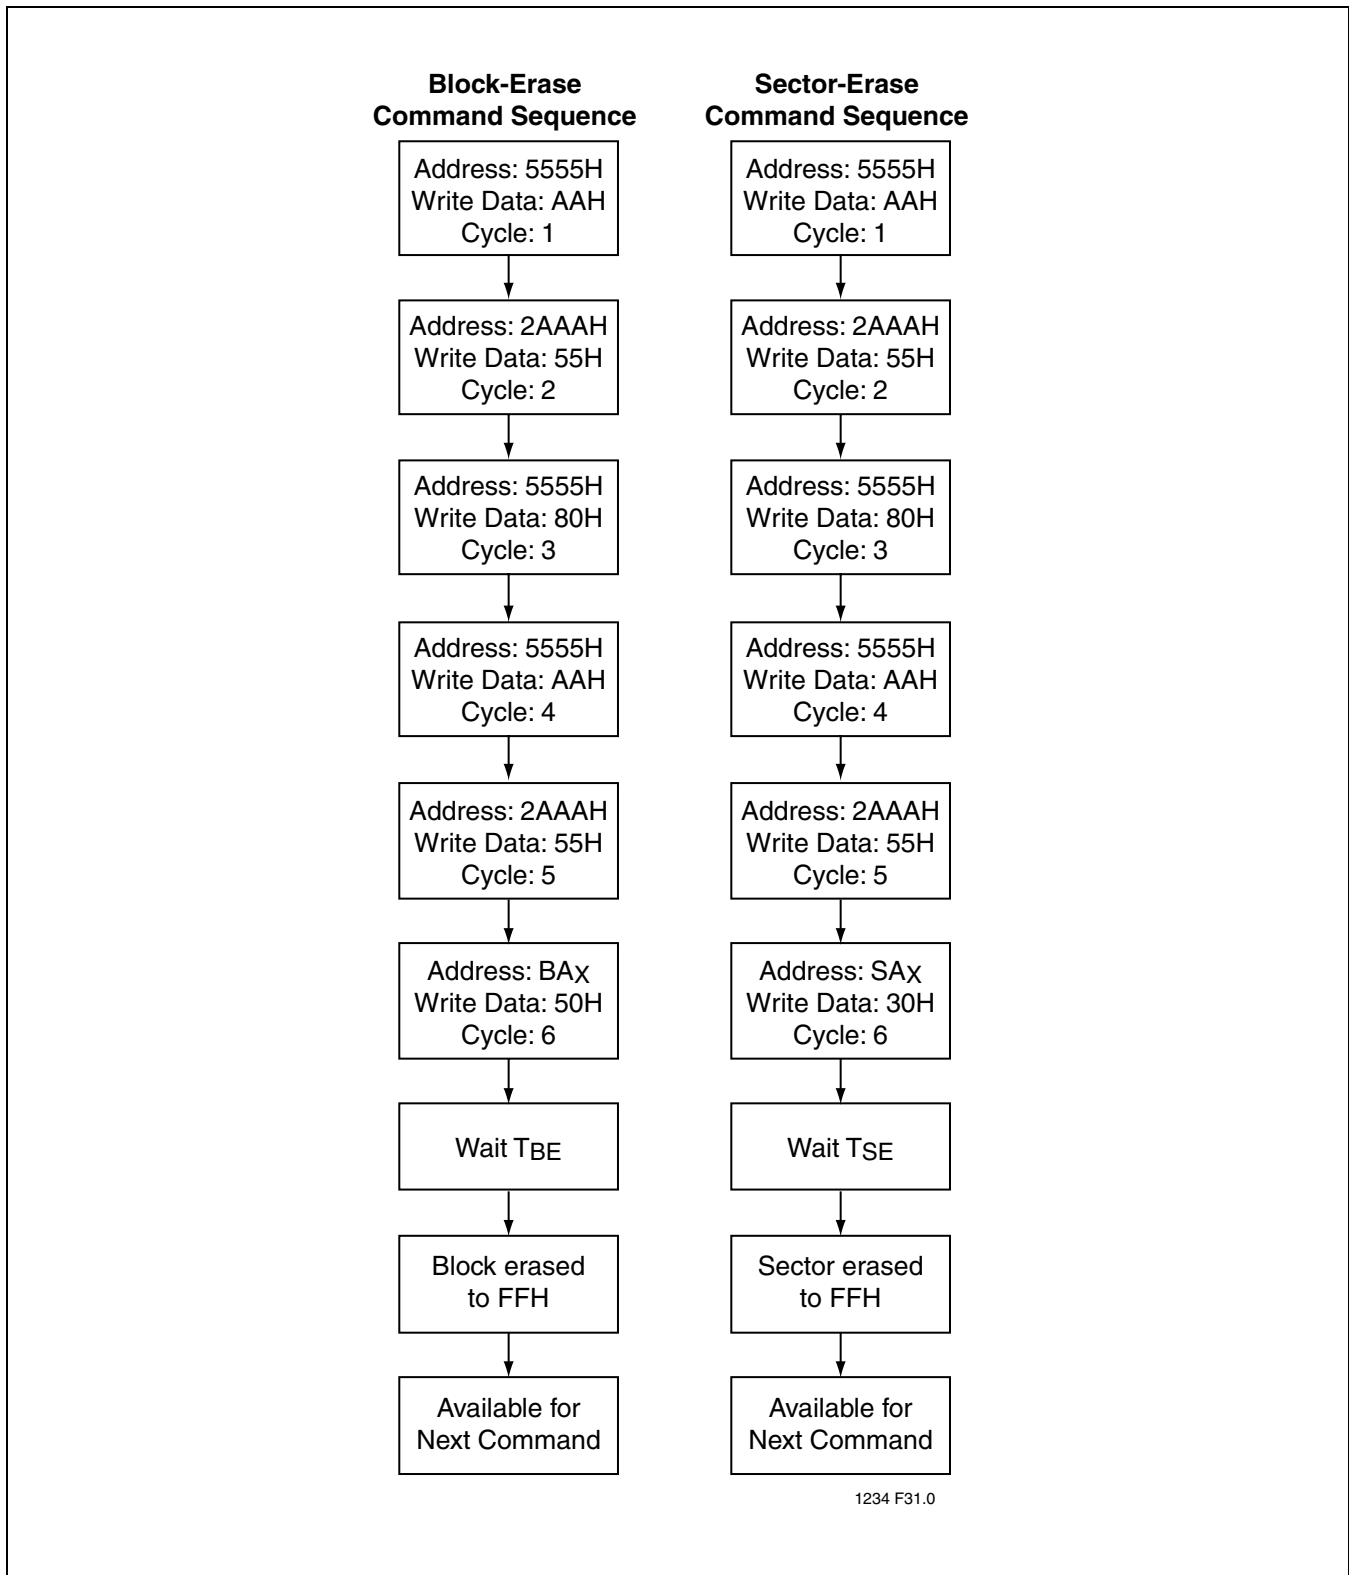 Block-Erase
Command Sequence
Address: 5555H
Write Data: AAH
Cycle: 1
Address: 2AAAH
Write Data: 55H
Cycle: 2
Address: 5555H
Write Data: 80H
Cycle: 3
Address: 5555H
Write Data: AAH
Cycle: 4
Address: 2AAAH
Write Data: 55H
Cycle: 5
Address: BAX
Write Data: 50H
Cycle: 6
Wait TBE
Block erased
to FFH
Available for
Next Command
Sector-Erase
Command Sequence
Address: 5555H
Write Data: AAH
Cycle: 1
Address: 2AAAH
Write Data: 55H
Cycle: 2
Address: 5555H
Write Data: 80H
Cycle: 3
Address: 5555H
Write Data: AAH
Cycle: 4
Address: 2AAAH
Write Data: 55H
Cycle: 5
Address: SAX
Write Data: 30H
Cycle: 6
Wait TSE
Sector erased
to FFH
Available for
Next Command
1234 F31.0